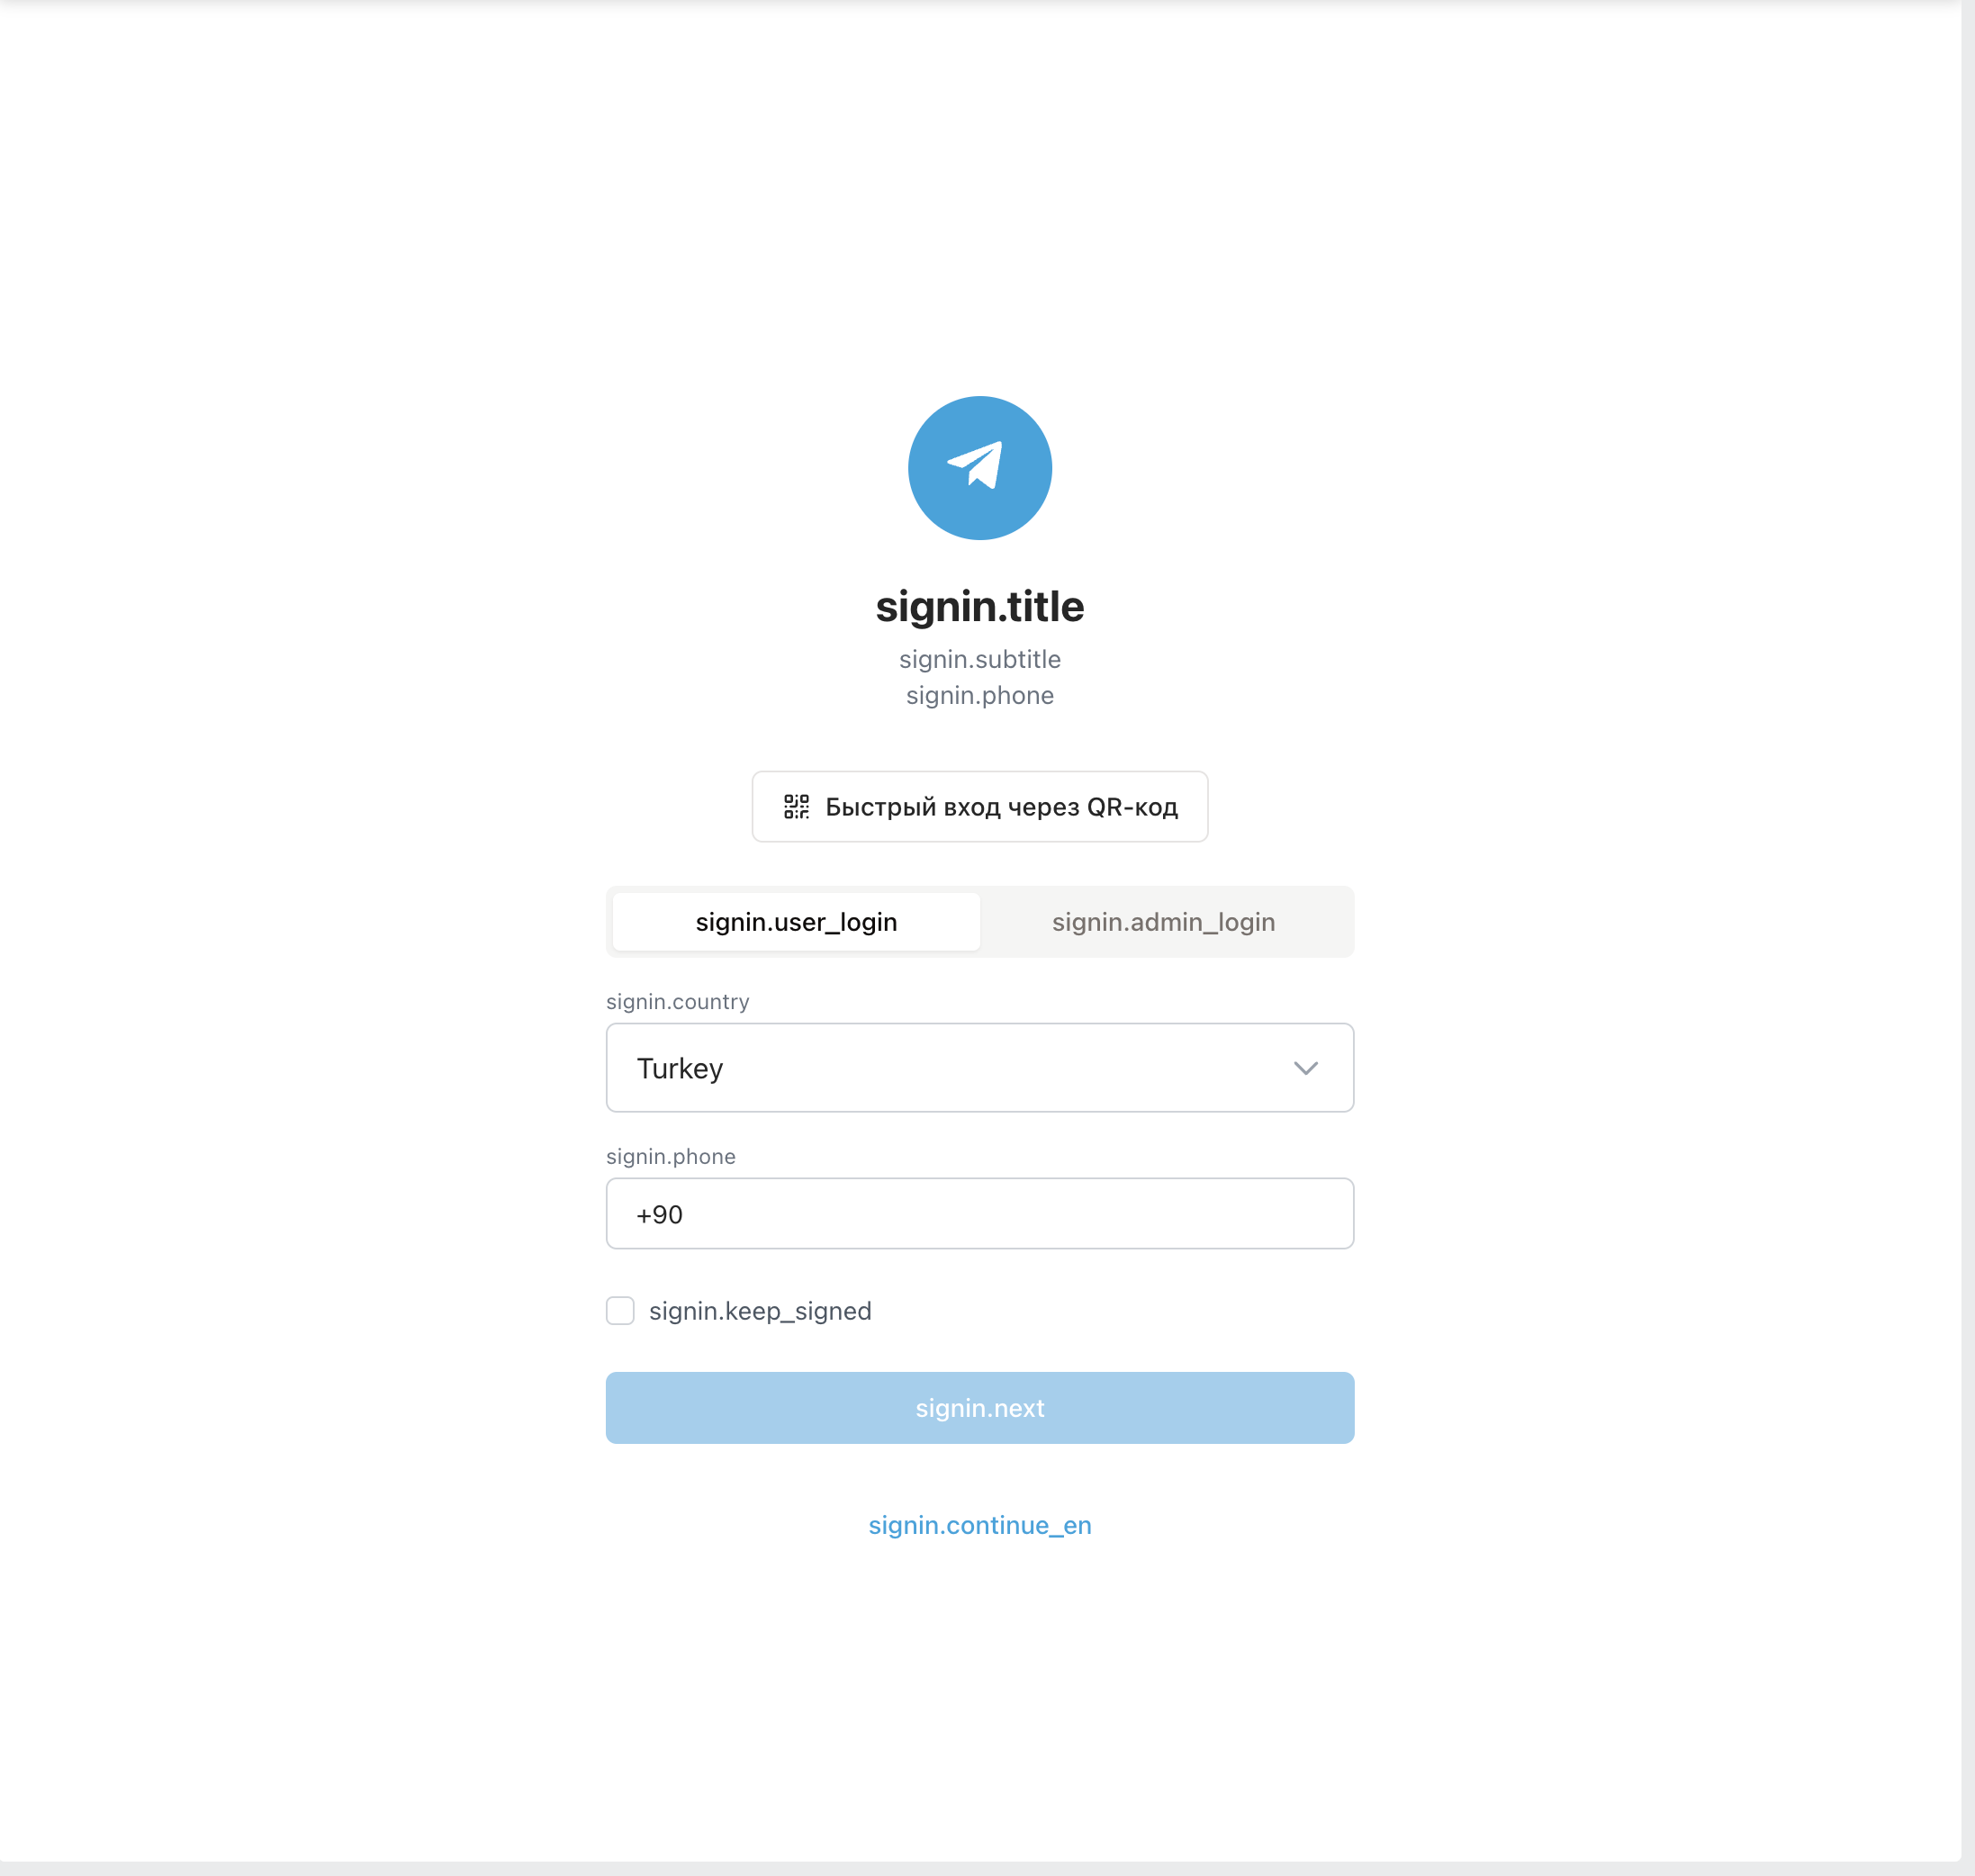 signin.title
signin.subtitle
signin.phone
Быстрый вход через QR-код
signin.user_login
signin.admin_login
signin.country
Turkey
signin.phone
+90
signin.keep_signed
signin.next
signin.continue_en